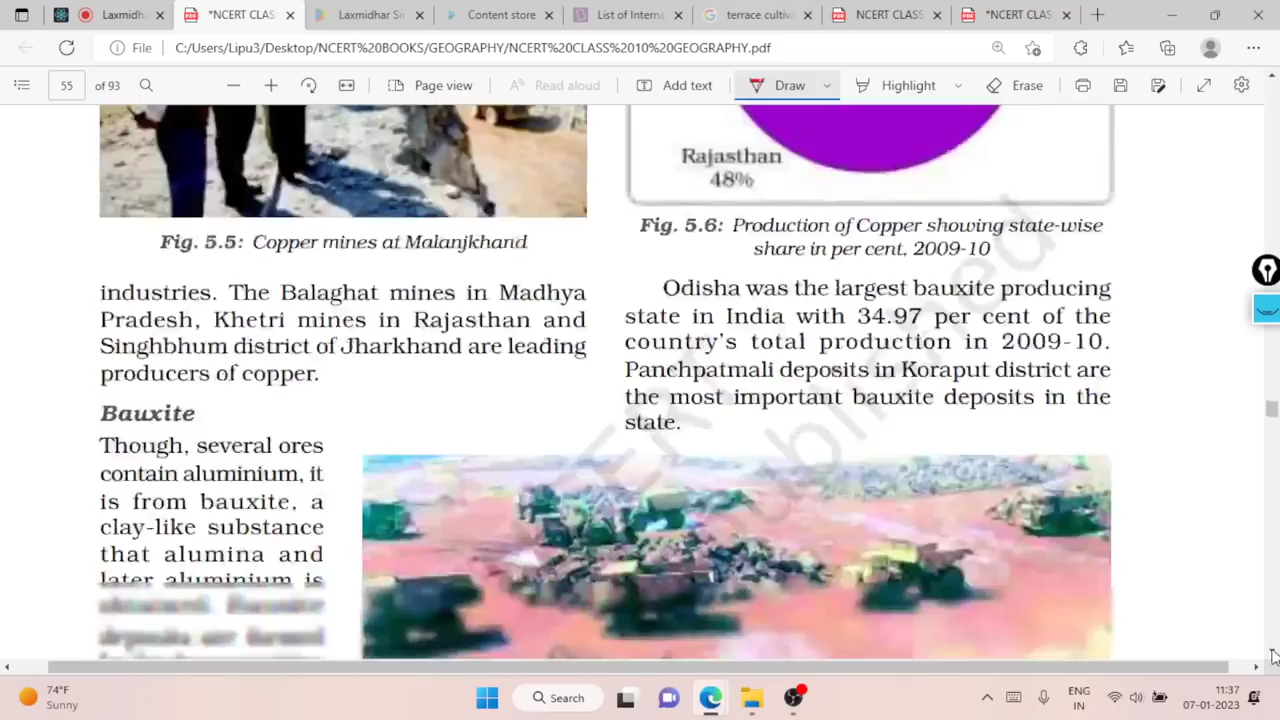 Laxmidha
*NCERT CLAS
Laxmidhar Si
Content store
List of Interna
terrace cultiva
NCERT CLASS
*NCERT CLAS
File
C:/Users/Lipu3/Desktop/NCERT%20BOOKS/GEOGRAPHY/NCERT%20CLASS%2010%20GEOGRAPHY.pdf
55 of 93
Page view
Read aloud
Add text
Draw
Highlight
Erase
Fig. 5.5: Copper mines at Malanjkhand
industries. The Balaghat mines in Madhya
Pradesh, Khetri mines in Rajasthan and
Singhbhum district of Jharkhand are leading
producers of copper.
Bauxite
Though, several ores
contain aluminium, it
is from bauxite, a
clay-like substance
that alumina and
later aluminium is
obtained. Bauxite
deposits are formed
Rajasthan
48%
Fig. 5.6: Production of Copper showing state-wise
share in per cent, 2009-10
Odisha was the largest bauxite producing
state in India with 34.97 per cent of the
country's total production in 2009-10.
Panchpatmali deposits in Koraput district are
the most important bauxite deposits in the
state.
74°F
Sunny
Search
ENG
IN
11:37
07-01-2023